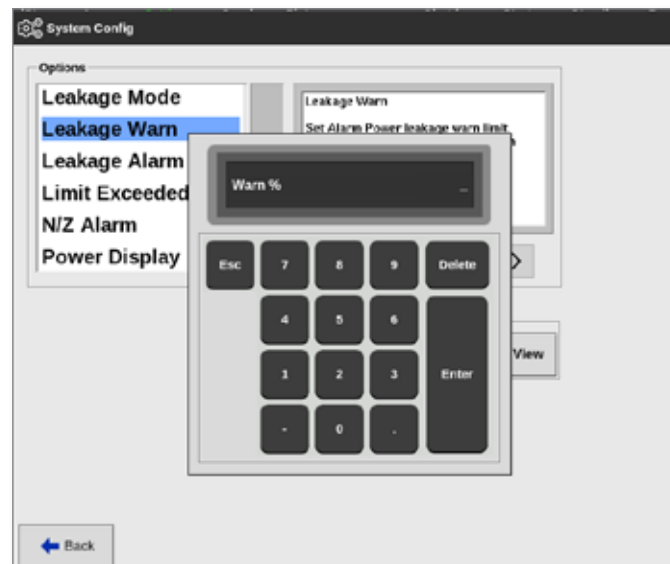 System Config
Options
Leakage Mode
Leakage Warn
Leakage Alarm
Limit Exceeded
N/Z Alarm
Power Display
Leakage Warn
Set Alarm Power leakage warn limit
Warn % _
Esc 7 8 9 Delete
4 5 6
1 2 3 Enter
- 0 .
>
View
Back